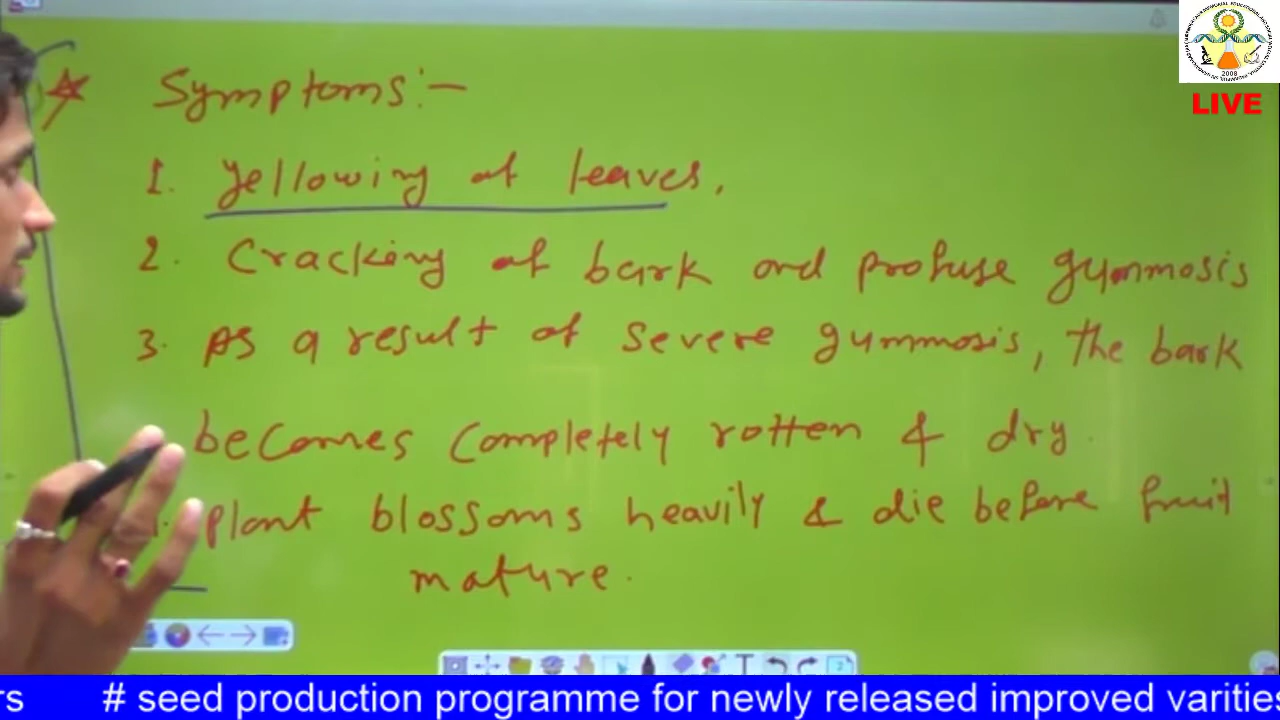 Symptoms:-
1. Yellowing of leaves.
2. Cracking of bark and profuse gummosis
3. As a result of severe gummosis, the bark
becomes completely rotten & dry.
Plant blossoms heavily & die before fruit
mature.
2008
LIVE
rs # seed production programme for newly released improved varities